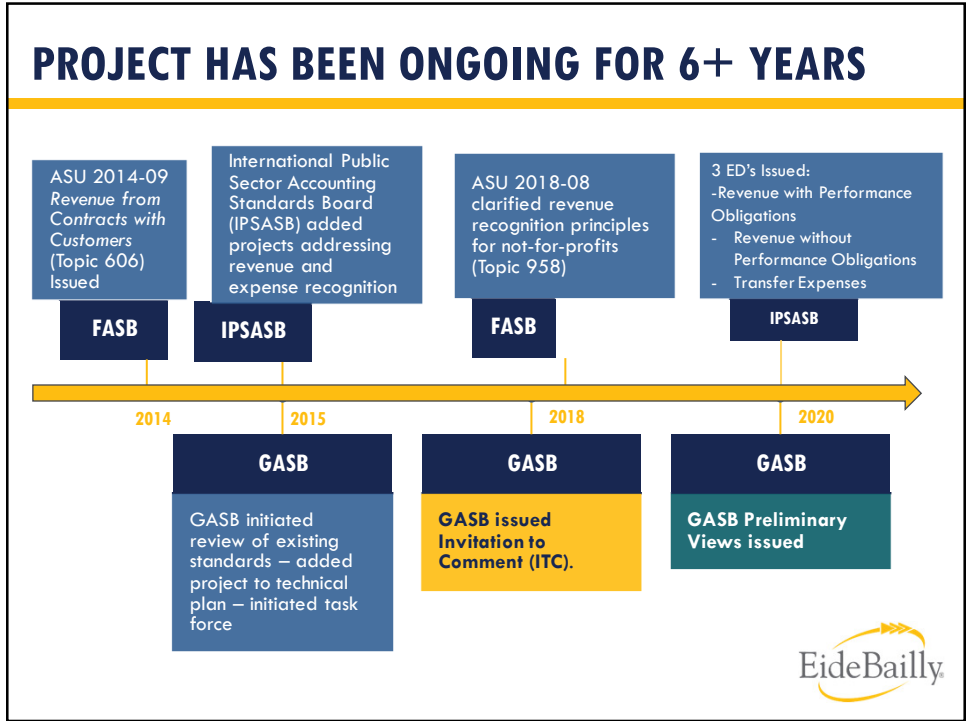 PROJECT HAS BEEN ONGOING FOR 6+ YEARS
ASU 2014-09
Revenue from
Contracts with
Customers
(Topic 606)
Issued
FASB
International Public
Sector Accounting
Standards Board
(IPSASB) added
projects addressing
revenue and
expense recognition
IPSASB
ASU 2018-08
clarified revenue
recognition principles
for not-for-profits
(Topic 958)
FASB
3 ED's Issued:
-Revenue with Performance
Obligations
- Revenue without
Performance Obligations
- Transfer Expenses
IPSASB
2014
2015
2018
2020
GASB
GASB initiated
review of existing
standards – added
project to technical
plan – initiated task
force
GASB
GASB issued
Invitation to
Comment (ITC).
GASB
GASB Preliminary
Views issued
EideBailly®